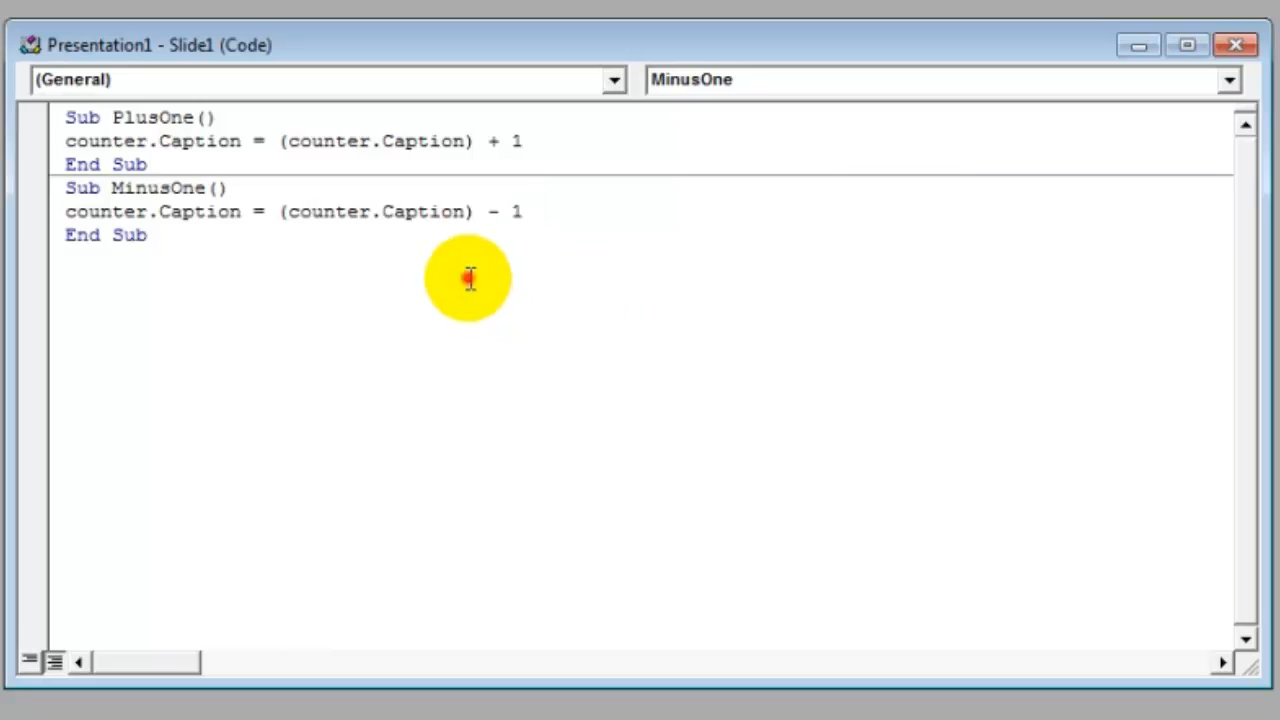 Presentation1 - Slide1 (Code)
(General) MinusOne
Sub PlusOne()
counter.Caption = (counter.Caption) + 1
End Sub
Sub MinusOne()
counter.Caption = (counter.Caption) - 1
End Sub